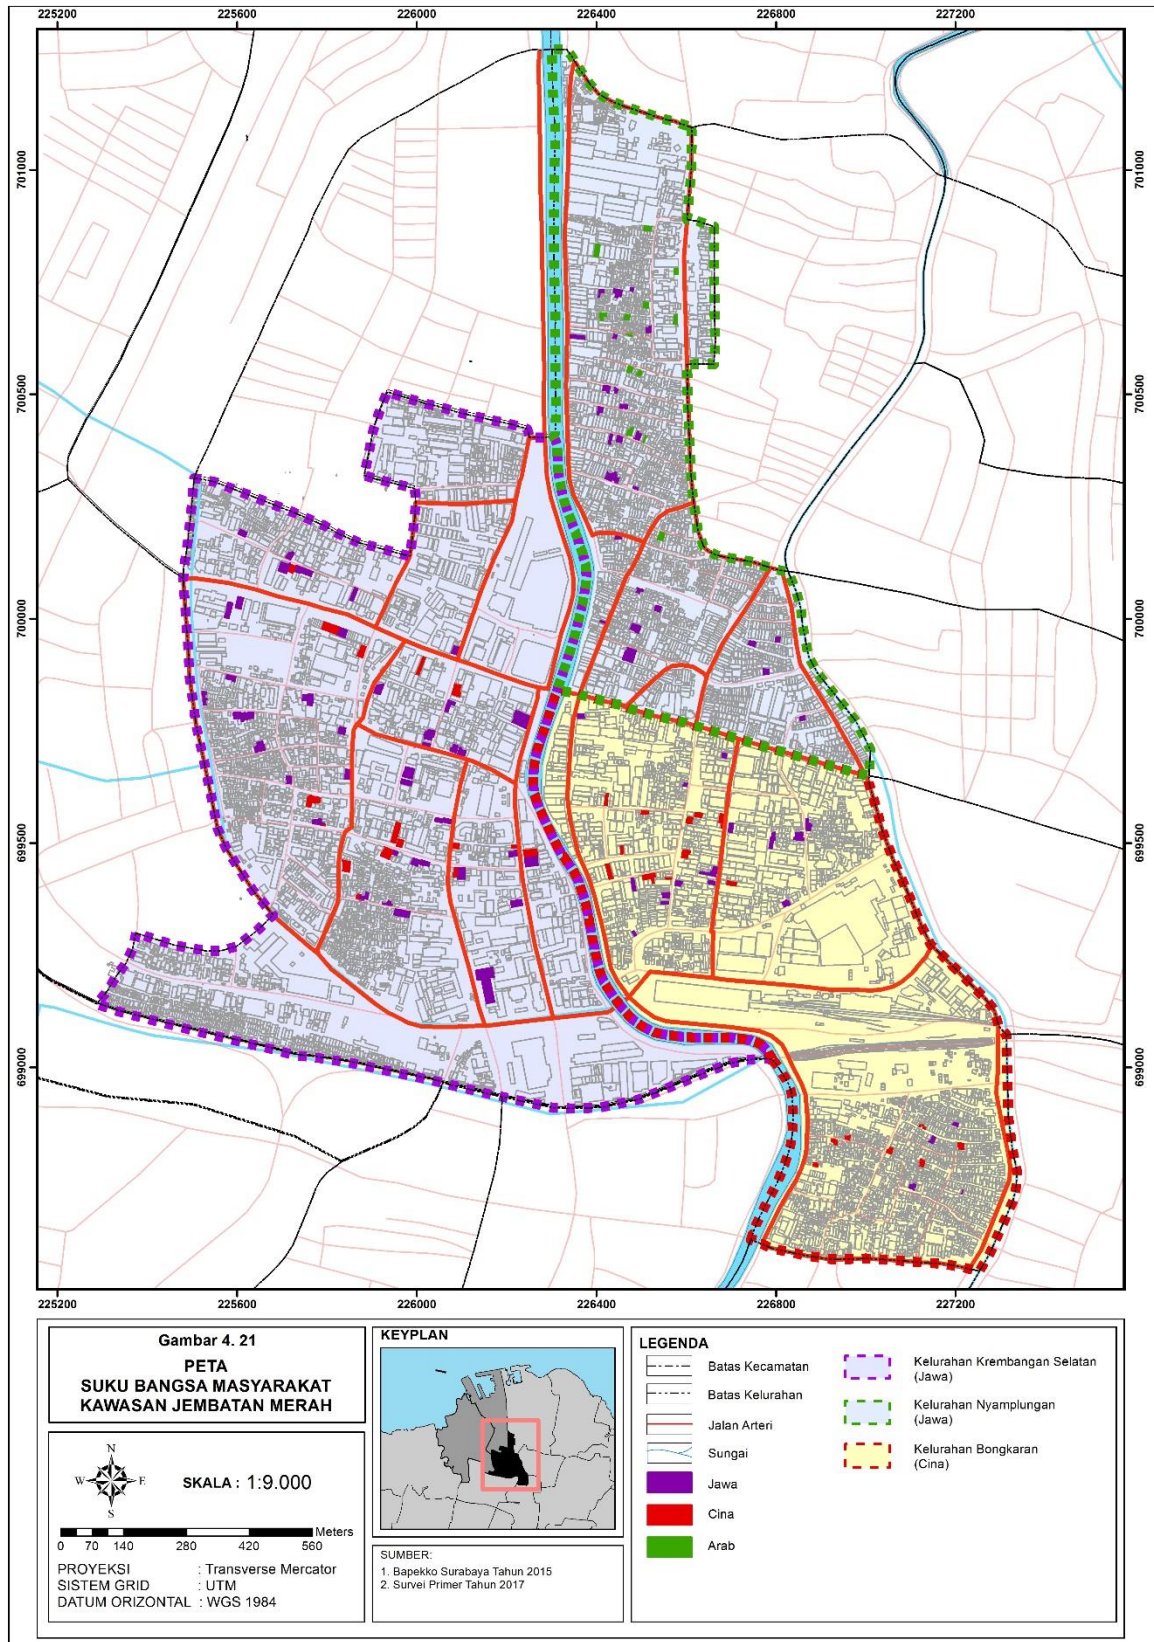 225200 225600 226000 226400 226800 227200
701000 701000
700500 700500
700000 700000
699500 699500
699000 699000
225200 225600 226000 226400 226800 227200
Gambar 4. 21
PETA
SUKU BANGSA MASYARAKAT
KAWASAN JEMBATAN MERAH
N
W E
S
SKALA : 1:9.000
Meters
0 70 140 280 420 560
PROYEKSI : Transverse Mercator
SISTEM GRID : UTM
DATUM ORIZONTAL : WGS 1984
KEYPLAN
SUMBER:
1. Bapekko Surabaya Tahun 2015
2. Survei Primer Tahun 2017
LEGENDA
Batas Kecamatan
Batas Kelurahan
Jalan Arteri
Sungai
Jawa
Cina
Arab
Kelurahan Krembangan Selatan
(Jawa)
Kelurahan Nyamplungan
(Jawa)
Kelurahan Bongkaran
(Cina)